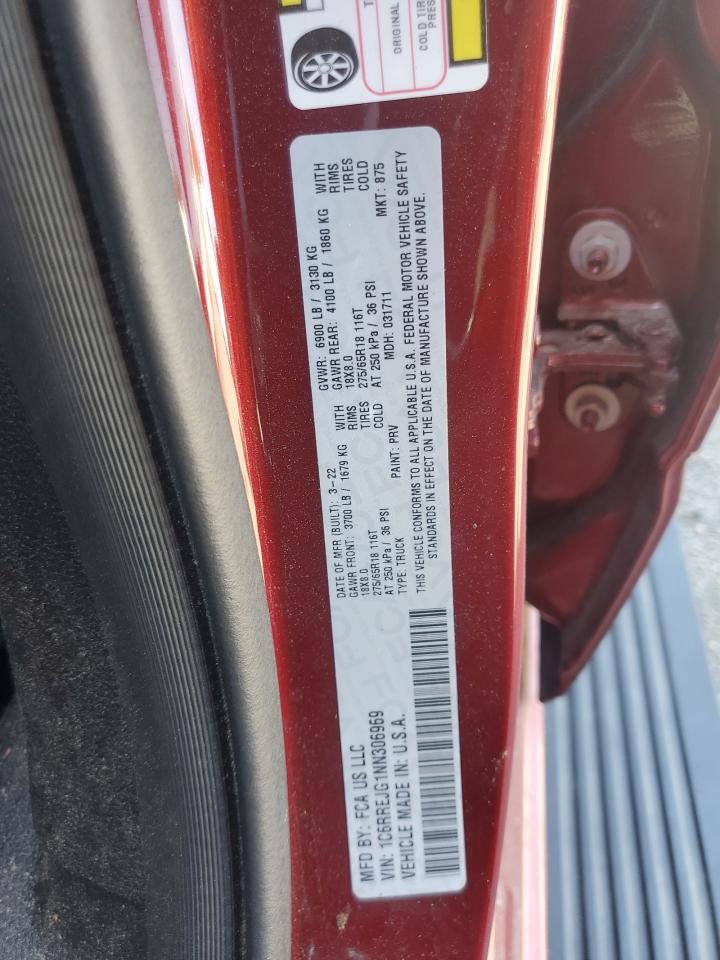 T
ORIGINAL
COLD TIR
PRES
MFD BY: FCA US LLC
VIN: 1C6RREJG1NN306969
VEHICLE MADE IN: U.S.A.
DATE OF MFR (BUILT): 3-22 GVWR: 6900 LB / 3130 KG
GAWR FRONT: 3700 LB / 1679 KG WITH GAWR REAR: 4100 LB / 1860 KG WITH
18X8.0 RIMS 18X8.0 RIMS
275/65R18 116T TIRES 275/65R18 116T TIRES
AT 250 kPa / 36 PSI COLD AT 250 kPa / 36 PSI COLD
TYPE: TRUCK PAINT: PRV MDH: 031711 MKT: 875
THIS VEHICLE CONFORMS TO ALL APPLICABLE U.S.A. FEDERAL MOTOR VEHICLE SAFETY
STANDARDS IN EFFECT ON THE DATE OF MANUFACTURE SHOWN ABOVE.